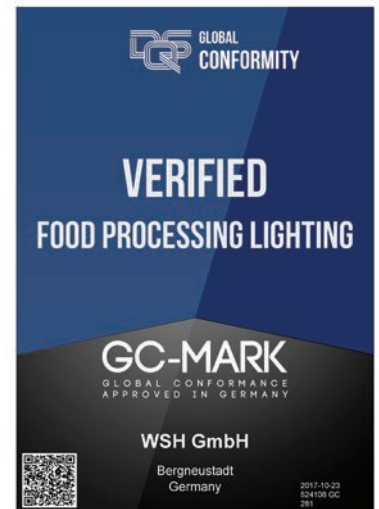 DQS
GLOBAL
CONFORMITY
VERIFIED
FOOD PROCESSING LIGHTING
GC-MARK
GLOBAL CONFORMANCE
APPROVED IN GERMANY
WSH GmbH
Bergneustadt
Germany
2017-10-23
524108 GC
281